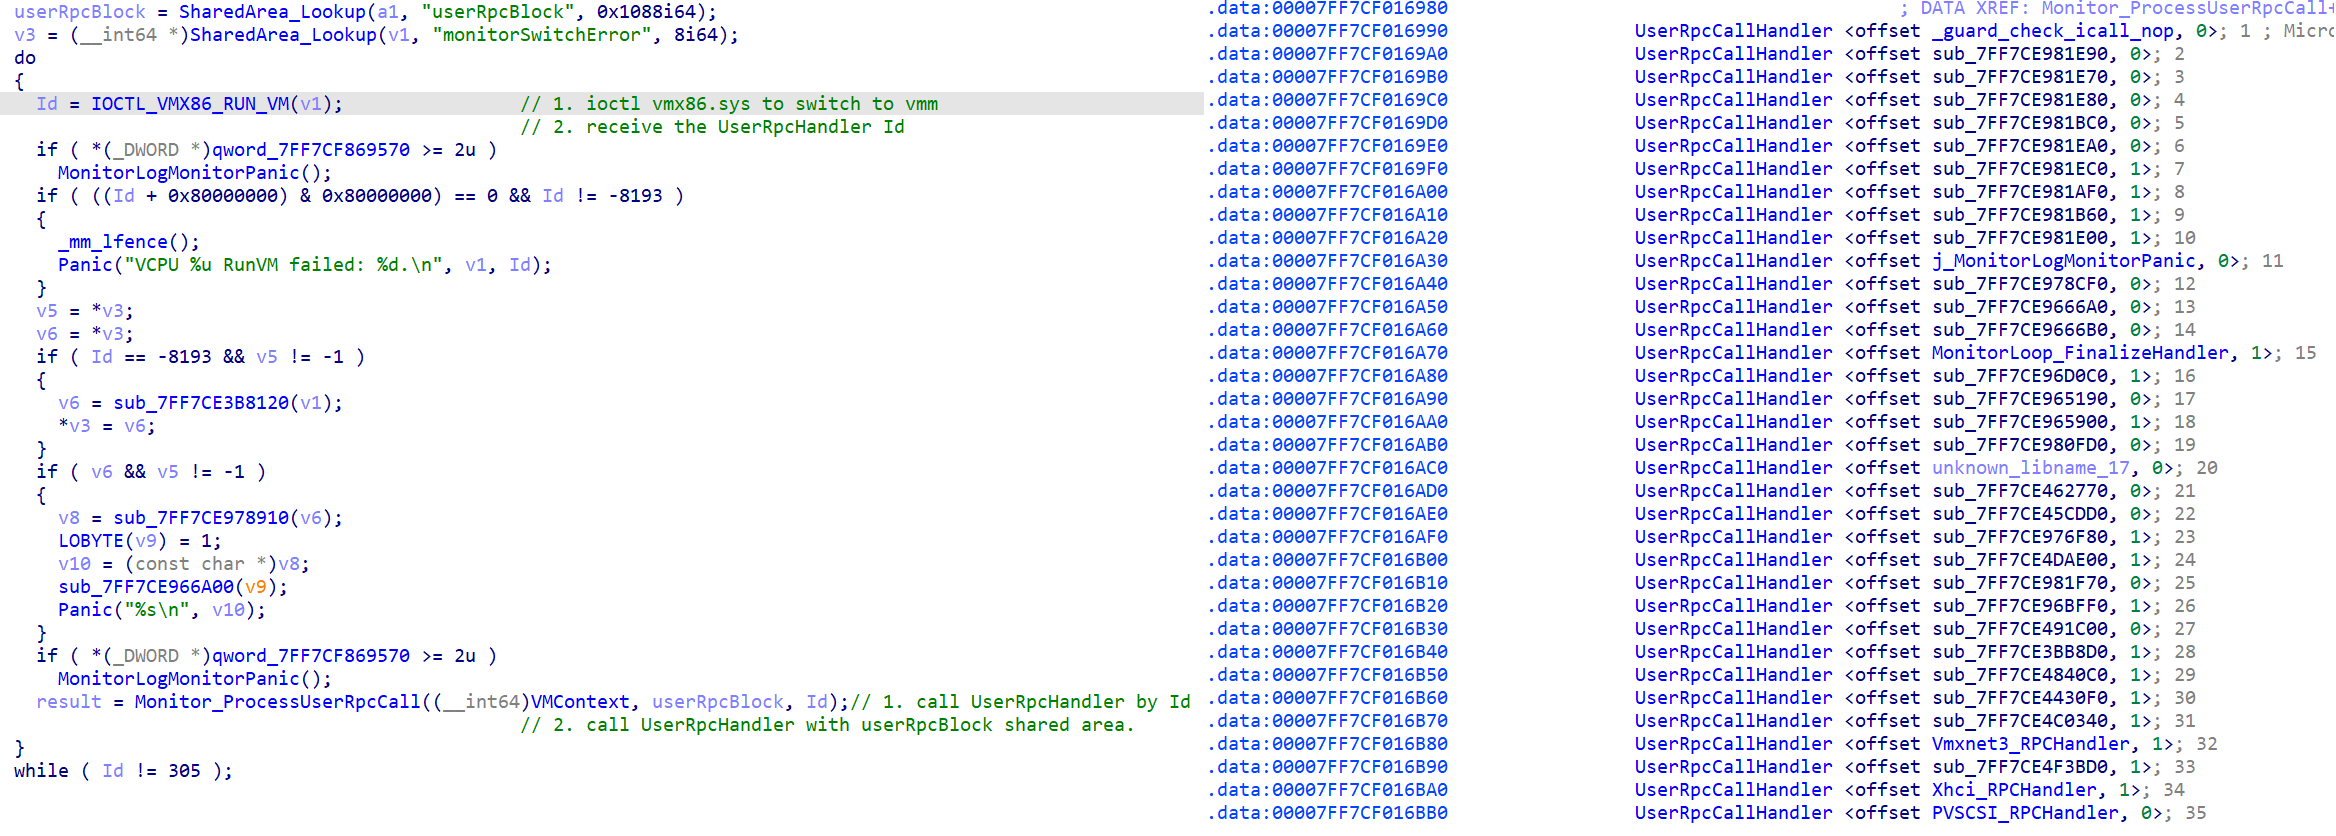 userRpcBlock = SharedArea_Lookup(a1, "userRpcBlock", 0x1088i64);
v3 = (__int64 *)SharedArea_Lookup(v1, "monitorSwitchError", 8i64);
do
{
Id = IOCTL_VMX86_RUN_VM(v1); // 1. ioctl vmx86.sys to switch to vmm
// 2. receive the UserRpcHandler Id
if ( *(_DWORD *)qword_7FF7CF869570 >= 2u )
MonitorLogMonitorPanic();
if ( ((Id + 0x80000000) & 0x80000000) == 0 && Id != -8193 )
{
_mm_lfence();
Panic("VCPU %u RunVM failed: %d.\n", v1, Id);
}
v5 = *v3;
v6 = *v3;
if ( Id == -8193 && v5 != -1 )
{
v6 = sub_7FF7CE3B8120(v1);
*v3 = v6;
}
if ( v6 && v5 != -1 )
{
v8 = sub_7FF7CE978910(v6);
LOBYTE(v9) = 1;
v10 = (const char *)v8;
sub_7FF7CE966A00(v9);
Panic("%s\n", v10);
}
if ( *(_DWORD *)qword_7FF7CF869570 >= 2u )
MonitorLogMonitorPanic();
result = Monitor_ProcessUserRpcCall((__int64)VMContext, userRpcBlock, Id);// 1. call UserRpcHandler by Id
// 2. call UserRpcHandler with userRpcBlock shared area.
}
while ( Id != 305 );
.data:00007FF7CF016980 ; DATA XREF: Monitor_ProcessUserRpcCall+
.data:00007FF7CF016990 UserRpcCallHandler <offset _guard_check_icall_nop, 0>; 1 ; Micro
.data:00007FF7CF0169A0 UserRpcCallHandler <offset sub_7FF7CE981E90, 0>; 2
.data:00007FF7CF0169B0 UserRpcCallHandler <offset sub_7FF7CE981E70, 0>; 3
.data:00007FF7CF0169C0 UserRpcCallHandler <offset sub_7FF7CE981E80, 0>; 4
.data:00007FF7CF0169D0 UserRpcCallHandler <offset sub_7FF7CE981BC0, 0>; 5
.data:00007FF7CF0169E0 UserRpcCallHandler <offset sub_7FF7CE981EA0, 0>; 6
.data:00007FF7CF0169F0 UserRpcCallHandler <offset sub_7FF7CE981EC0, 1>; 7
.data:00007FF7CF016A00 UserRpcCallHandler <offset sub_7FF7CE981AF0, 1>; 8
.data:00007FF7CF016A10 UserRpcCallHandler <offset sub_7FF7CE981B60, 1>; 9
.data:00007FF7CF016A20 UserRpcCallHandler <offset sub_7FF7CE981E00, 1>; 10
.data:00007FF7CF016A30 UserRpcCallHandler <offset j_MonitorLogMonitorPanic, 0>; 11
.data:00007FF7CF016A40 UserRpcCallHandler <offset sub_7FF7CE978CF0, 0>; 12
.data:00007FF7CF016A50 UserRpcCallHandler <offset sub_7FF7CE9666A0, 0>; 13
.data:00007FF7CF016A60 UserRpcCallHandler <offset sub_7FF7CE9666B0, 0>; 14
.data:00007FF7CF016A70 UserRpcCallHandler <offset MonitorLoop_FinalizeHandler, 1>; 15
.data:00007FF7CF016A80 UserRpcCallHandler <offset sub_7FF7CE96D0C0, 1>; 16
.data:00007FF7CF016A90 UserRpcCallHandler <offset sub_7FF7CE965190, 0>; 17
.data:00007FF7CF016AA0 UserRpcCallHandler <offset sub_7FF7CE965900, 1>; 18
.data:00007FF7CF016AB0 UserRpcCallHandler <offset sub_7FF7CE980FD0, 0>; 19
.data:00007FF7CF016AC0 UserRpcCallHandler <offset unknown_libname_17, 0>; 20
.data:00007FF7CF016AD0 UserRpcCallHandler <offset sub_7FF7CE462770, 0>; 21
.data:00007FF7CF016AE0 UserRpcCallHandler <offset sub_7FF7CE45CDD0, 0>; 22
.data:00007FF7CF016AF0 UserRpcCallHandler <offset sub_7FF7CE976F80, 1>; 23
.data:00007FF7CF016B00 UserRpcCallHandler <offset sub_7FF7CE4DAE00, 1>; 24
.data:00007FF7CF016B10 UserRpcCallHandler <offset sub_7FF7CE981F70, 0>; 25
.data:00007FF7CF016B20 UserRpcCallHandler <offset sub_7FF7CE96BFF0, 1>; 26
.data:00007FF7CF016B30 UserRpcCallHandler <offset sub_7FF7CE491C00, 0>; 27
.data:00007FF7CF016B40 UserRpcCallHandler <offset sub_7FF7CE3BB8D0, 1>; 28
.data:00007FF7CF016B50 UserRpcCallHandler <offset sub_7FF7CE4840C0, 1>; 29
.data:00007FF7CF016B60 UserRpcCallHandler <offset sub_7FF7CE4430F0, 1>; 30
.data:00007FF7CF016B70 UserRpcCallHandler <offset sub_7FF7CE4C0340, 1>; 31
.data:00007FF7CF016B80 UserRpcCallHandler <offset Vmxnet3_RPCHandler, 1>; 32
.data:00007FF7CF016B90 UserRpcCallHandler <offset sub_7FF7CE4F3BD0, 1>; 33
.data:00007FF7CF016BA0 UserRpcCallHandler <offset Xhci_RPCHandler, 1>; 34
.data:00007FF7CF016BB0 UserRpcCallHandler <offset PVSCSI_RPCHandler, 0>; 35